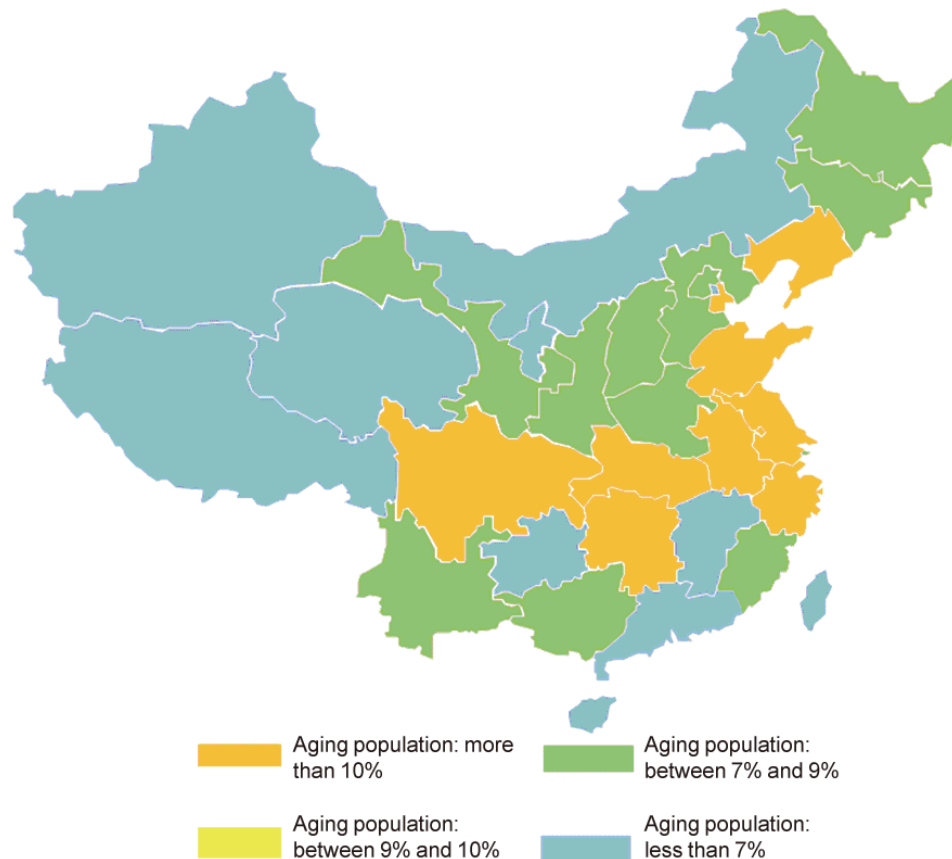 Aging population: more
than 10%
Aging population:
between 7% and 9%
Aging population:
between 9% and 10%
Aging population:
less than 7%